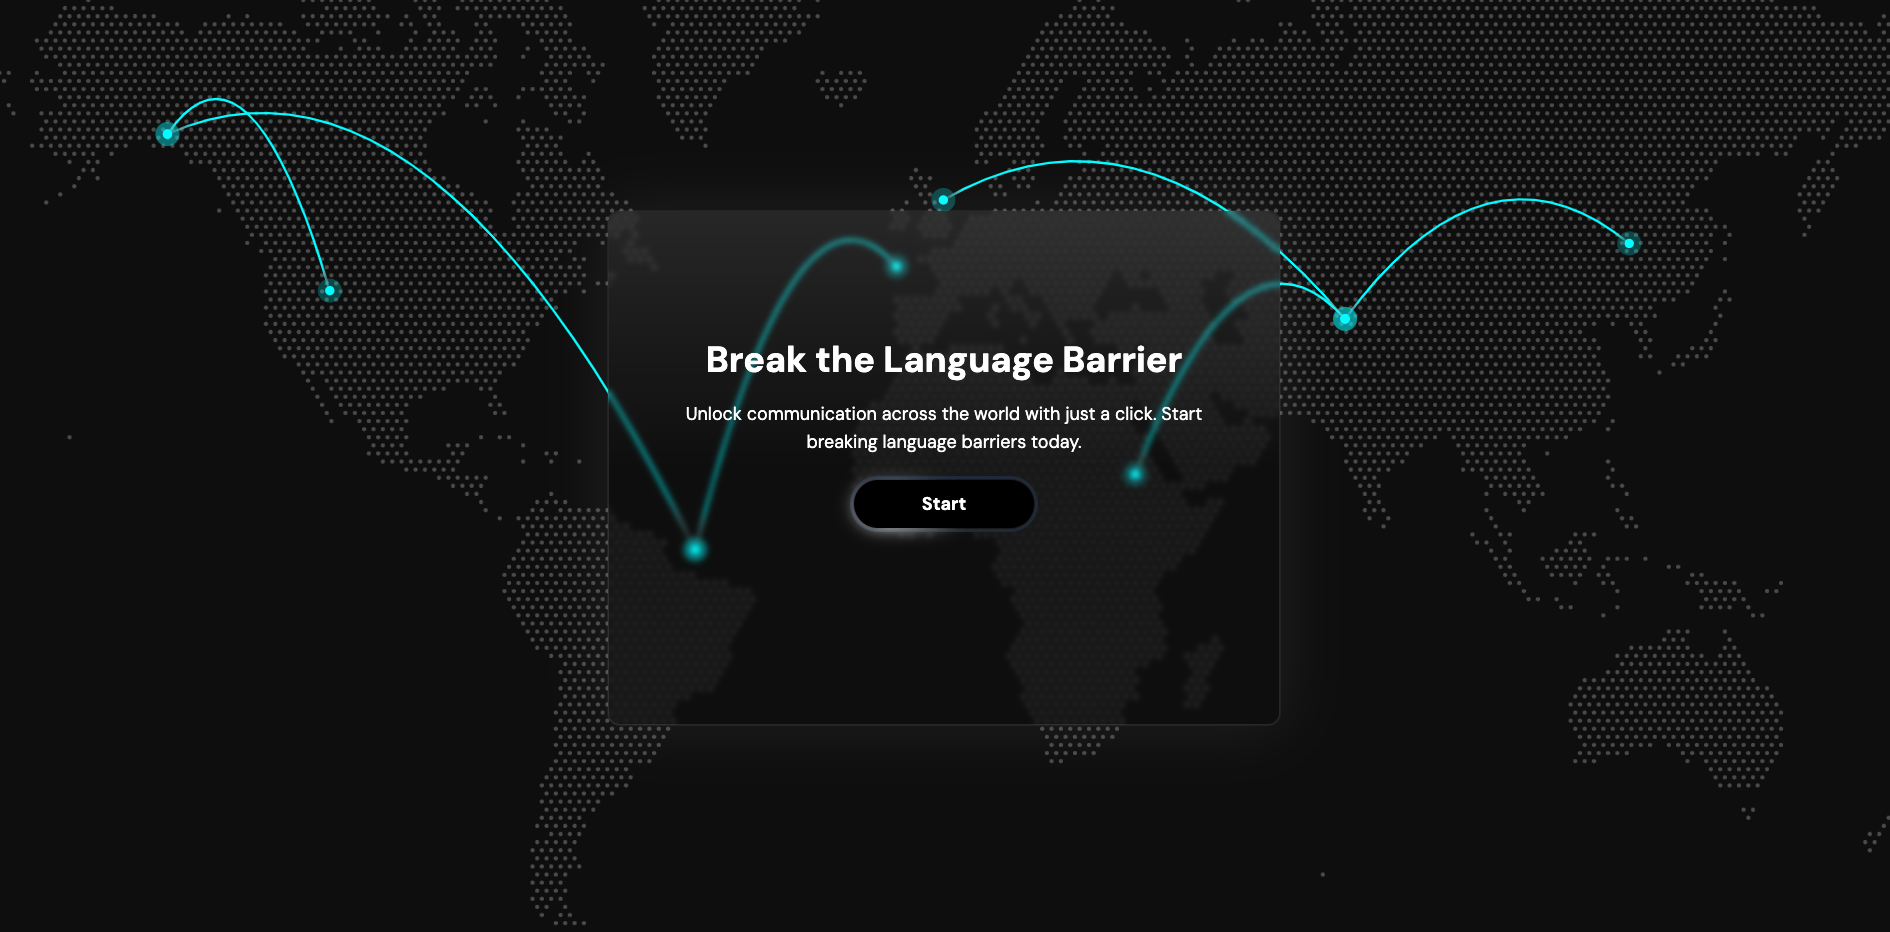 Break the Language Barrier
Unlock communication across the world with just a click. Start
breaking language barriers today.
Start